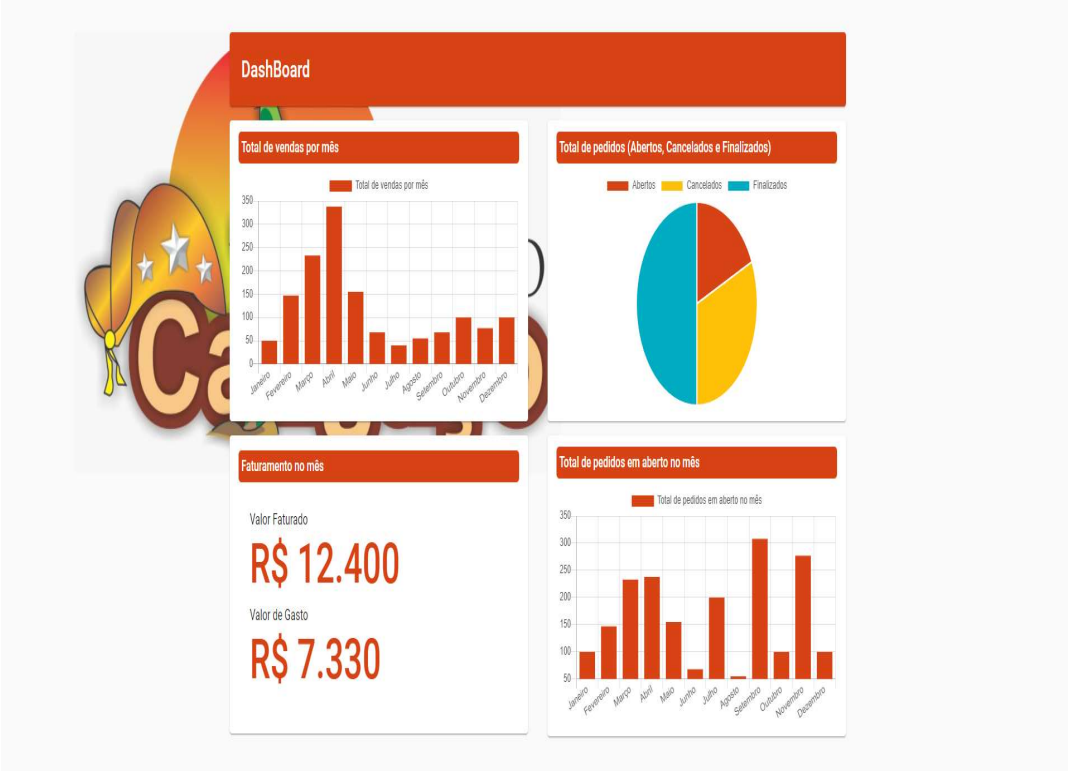 DashBoard
Total de vendas por mês
Total de vendas por mês
350
300
250
200
150
100
50
0
Janeiro
Fevereiro
Março
Abril
Maio
Junho
Julho
Agosto
Setembro
Outubro
Novembro
Dezembro
Total de pedidos (Abertos, Cancelados e Finalizados)
Abertos Cancelados Finalizados
Faturamento no mês
Valor Faturado
R$ 12.400
Valor de Gasto
R$ 7.330
Total de pedidos em aberto no mês
Total de pedidos em aberto no mês
350
300
250
200
150
100
50
Janeiro
Fevereiro
Março
Abril
Maio
Junho
Julho
Agosto
Setembro
Outubro
Novembro
Dezembro